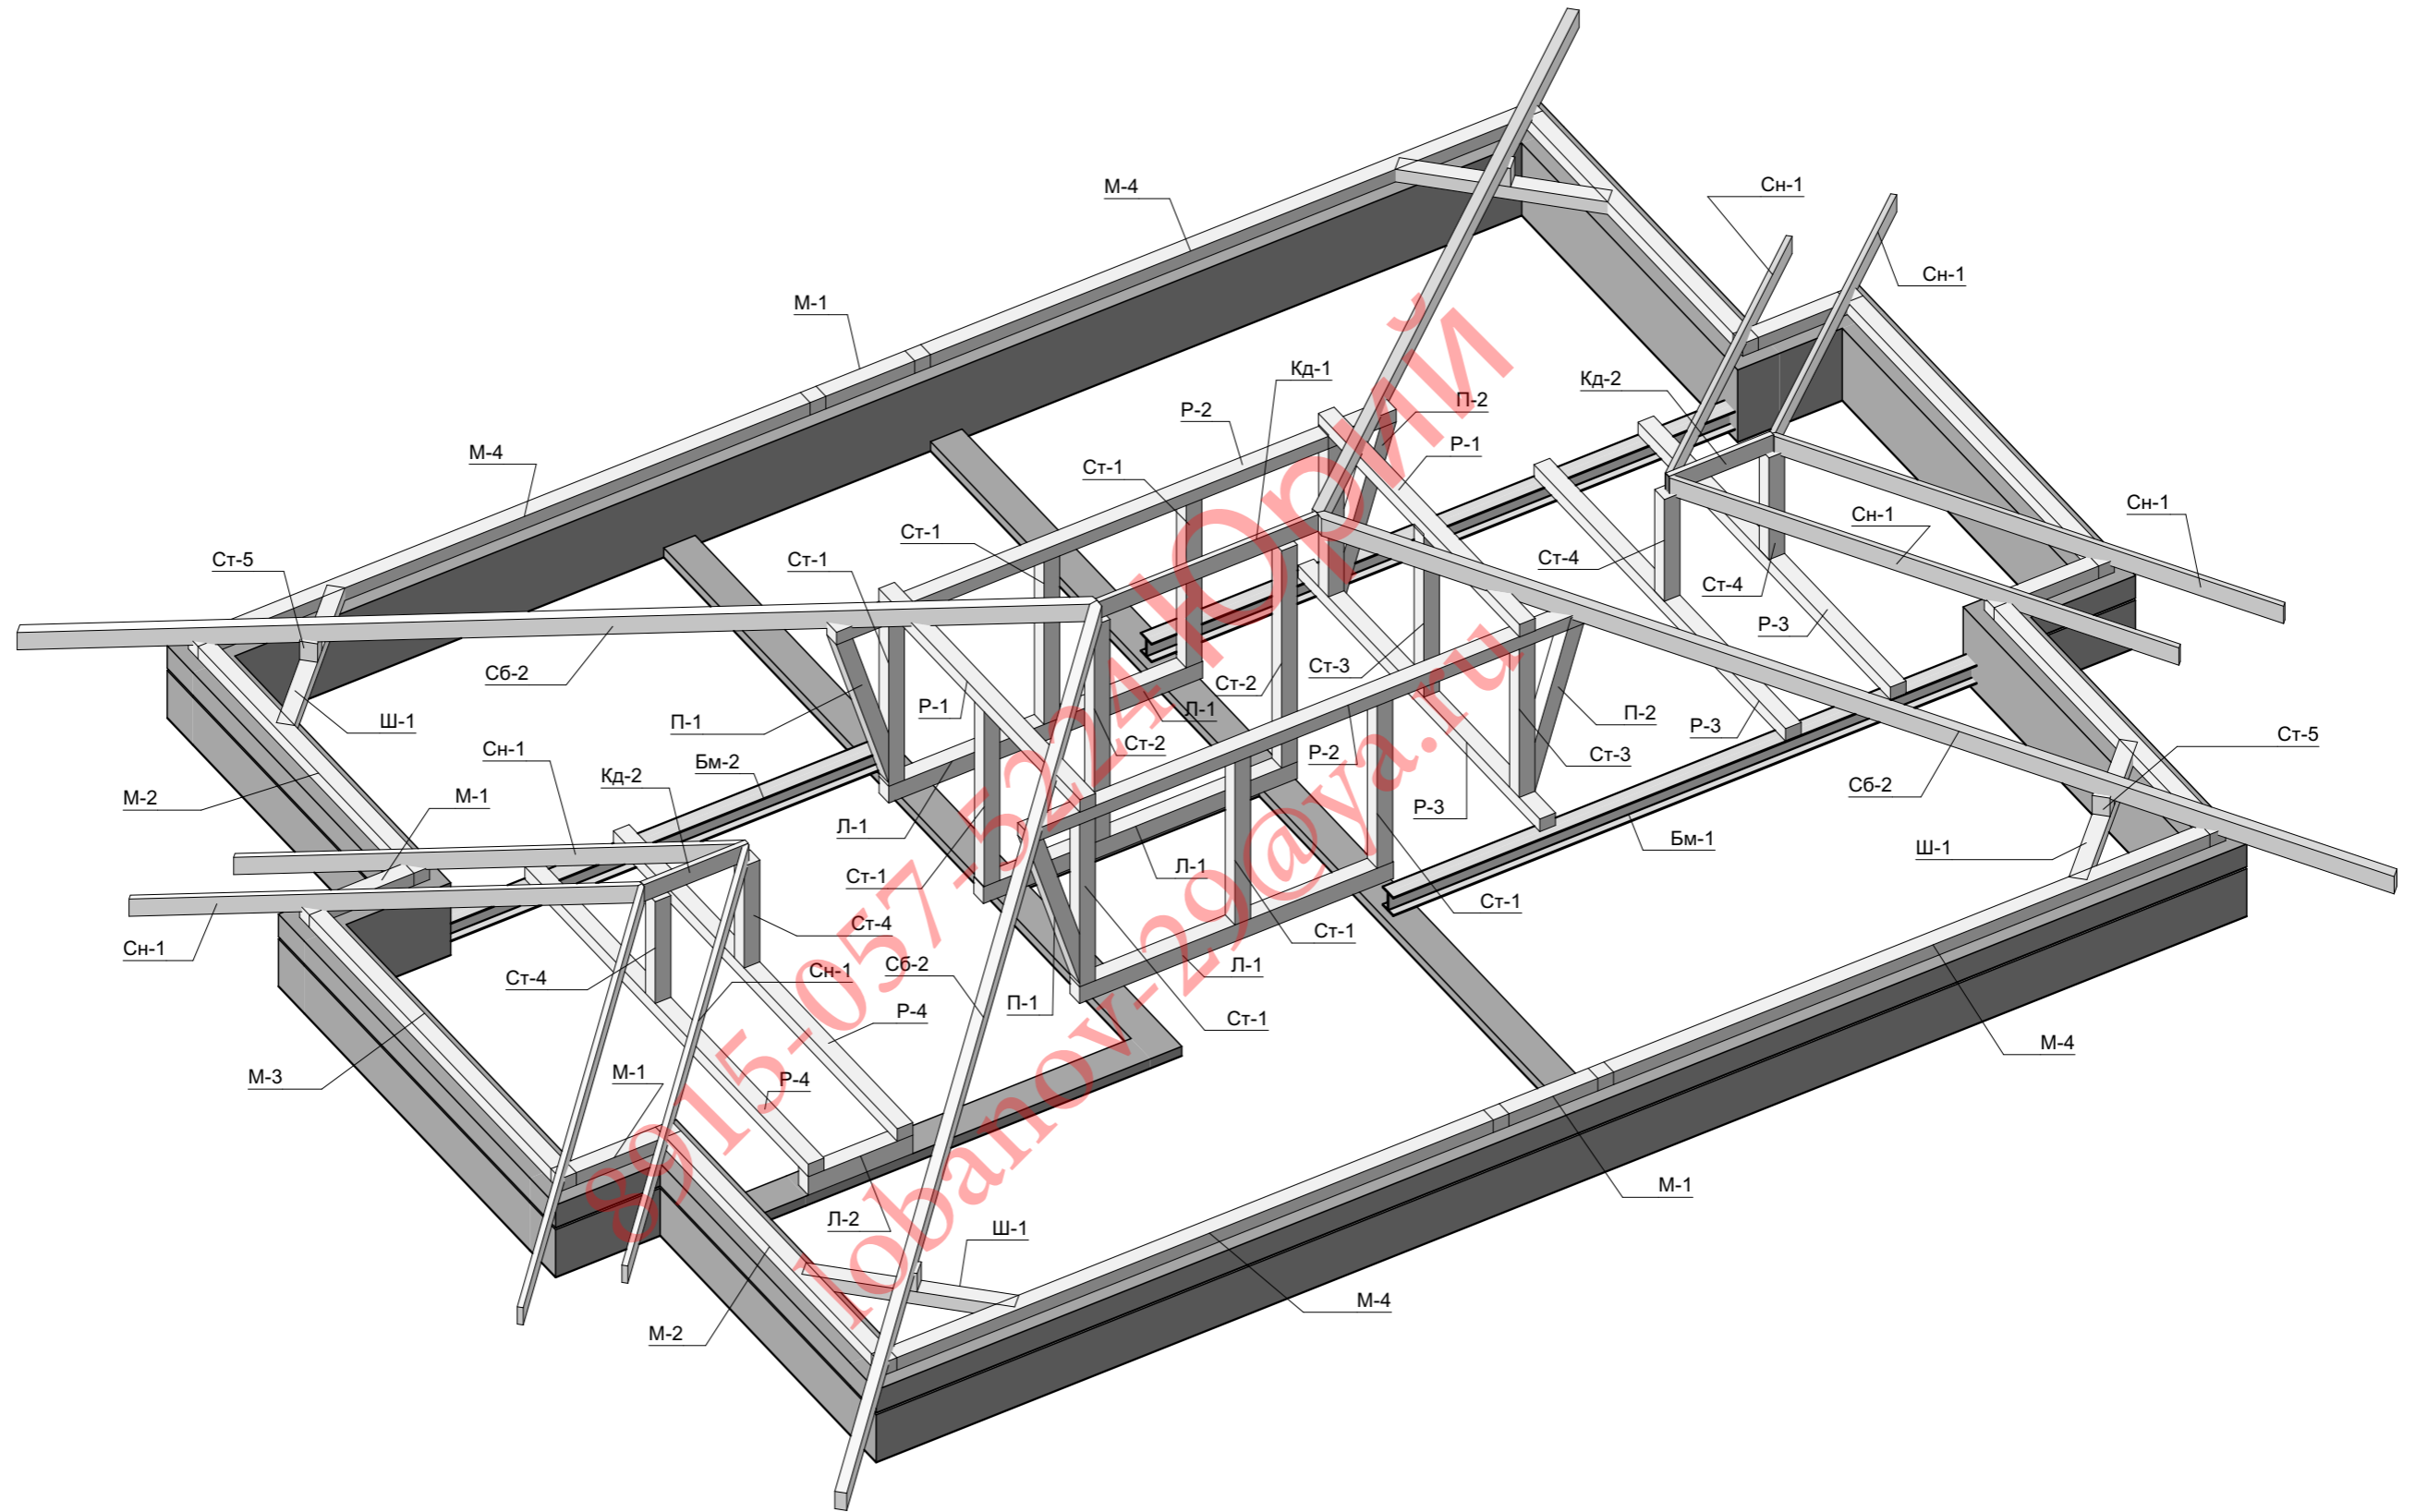 Сн-1
М-4
Сн-1
М-1
Кд-1
Кд-2
П-2
Р-2
Р-1
М-4
Ст-1
Сн-1
Сн-1
Ст-1
Ст-5
Ст-1
Ст-4
Ст-4
Р-3
Сб-2
Ст-3
Ст-2
Р-1
Л-1
П-2
П-1
Ш-1
Р-3
Ст-5
Сн-1
Ст-2
Р-2
Ст-3
Бм-2
Кд-2
М-1
Сб-2
М-2
Р-3
Л-1
Бм-1
Ш-1
Л-1
Ст-1
Ст-1
Ст-4
Ст-1
Сн-1
Сб-2
Л-1
Сн-1
Ст-4
П-1
Р-4
Ст-1
М-4
М-3
М-1
Р-4
М-1
Л-2
Ш-1
М-4
М-2
8915-057-5224 Юрий
lobanov-29@ya.ru